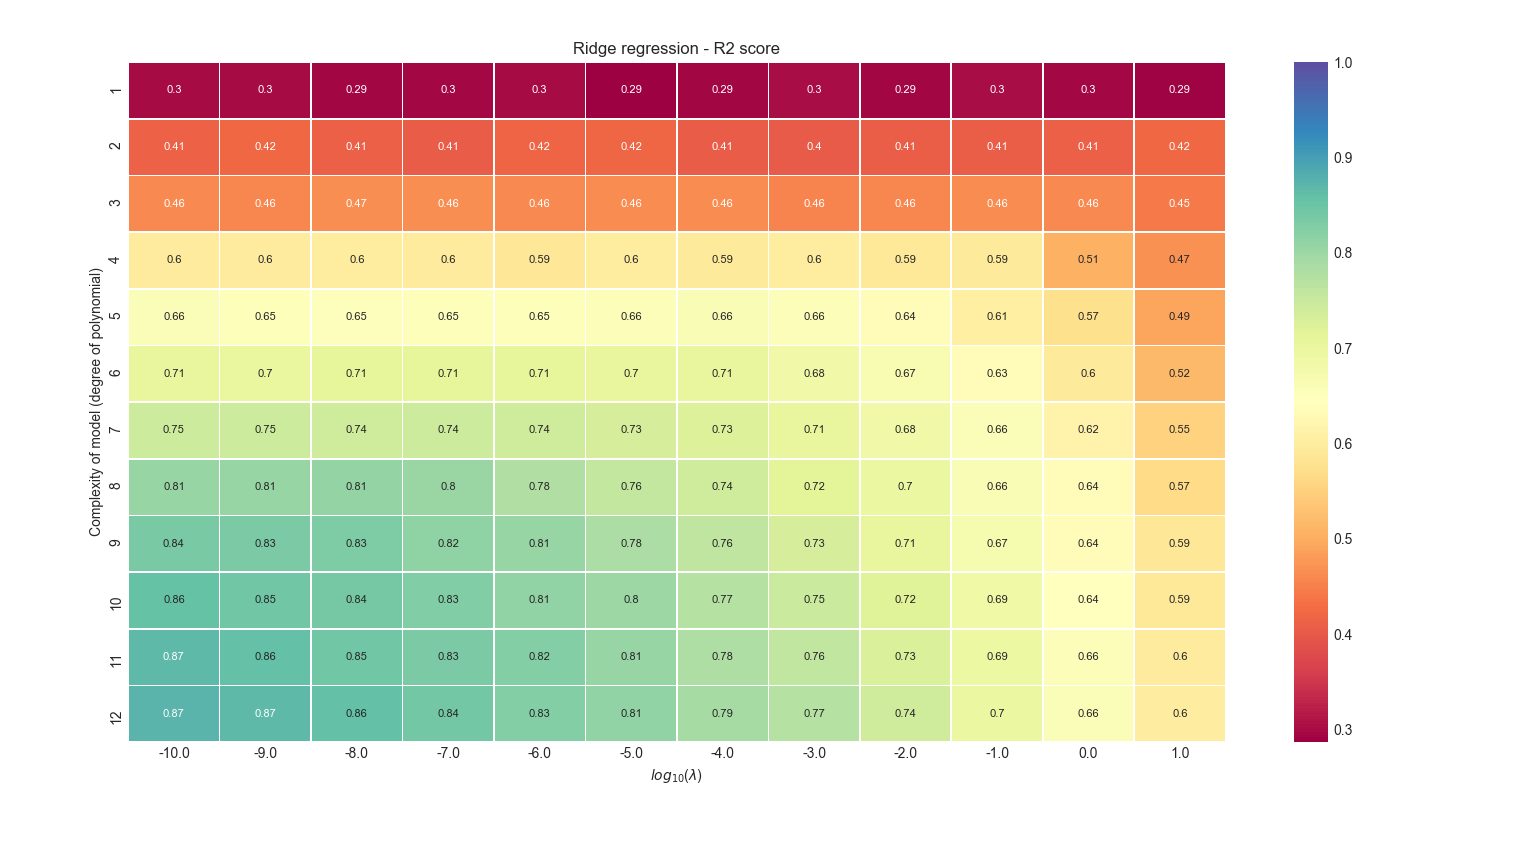 Ridge regression - R2 score
1 0.3 0.3 0.29 0.3 0.3 0.29 0.29 0.3 0.29 0.3 0.3 0.29
2 0.41 0.42 0.41 0.41 0.42 0.42 0.41 0.4 0.41 0.41 0.41 0.42
3 0.46 0.46 0.47 0.46 0.46 0.46 0.46 0.46 0.46 0.46 0.46 0.45
4 0.6 0.6 0.6 0.6 0.59 0.6 0.59 0.6 0.59 0.59 0.51 0.47
5 0.66 0.65 0.65 0.65 0.65 0.66 0.66 0.66 0.64 0.61 0.57 0.49
6 0.71 0.7 0.71 0.71 0.71 0.7 0.71 0.68 0.67 0.63 0.6 0.52
7 0.75 0.75 0.74 0.74 0.74 0.73 0.73 0.71 0.68 0.66 0.62 0.55
8 0.81 0.81 0.81 0.8 0.78 0.76 0.74 0.72 0.7 0.66 0.64 0.57
9 0.84 0.83 0.83 0.82 0.81 0.78 0.76 0.73 0.71 0.67 0.64 0.59
10 0.86 0.85 0.84 0.83 0.81 0.8 0.77 0.75 0.72 0.69 0.64 0.59
11 0.87 0.86 0.85 0.83 0.82 0.81 0.78 0.76 0.73 0.69 0.66 0.6
12 0.87 0.87 0.86 0.84 0.83 0.81 0.79 0.77 0.74 0.7 0.66 0.6
-10.0 -9.0 -8.0 -7.0 -6.0 -5.0 -4.0 -3.0 -2.0 -1.0 0.0 1.0
log10(λ)
Complexity of model (degree of polynomial)
1.0
0.9
0.8
0.7
0.6
0.5
0.4
0.3